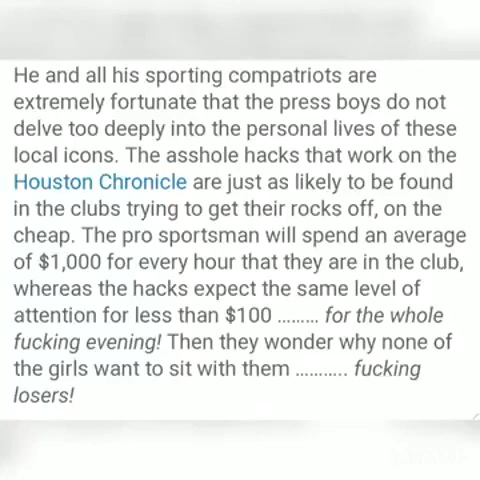 He and all his sporting compatriots are
extremely fortunate that the press boys do not
delve too deeply into the personal lives of these
local icons. The asshole hacks that work on the
Houston Chronicle are just as likely to be found
in the clubs trying to get their rocks off, on the
cheap. The pro sportsman will spend an average
of $1,000 for every hour that they are in the club,
whereas the hacks expect the same level of
attention for less than $100 ......... for the whole
fucking evening! Then they wonder why none of
the girls want to sit with them ........... fucking
losers!